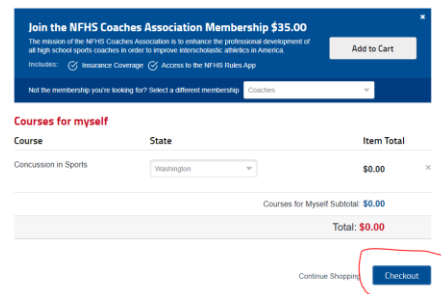 Join the NFHS Coaches Association Membership $35.00
The mission of the NFHS Coaches Association is to enhance the professional development of
all high school sports coaches in order to improve interscholastic athletics in America.
Add to Cart
Includes: Insurance Coverage Access to the NFHS Rules App
Not the membership you're looking for? Select a different membership Coaches
Courses for myself
Course State Item Total
Concussion in Sports Washington $0.00 ×
Courses for Myself Subtotal: $0.00
Total: $0.00
Continue Shopping Checkout